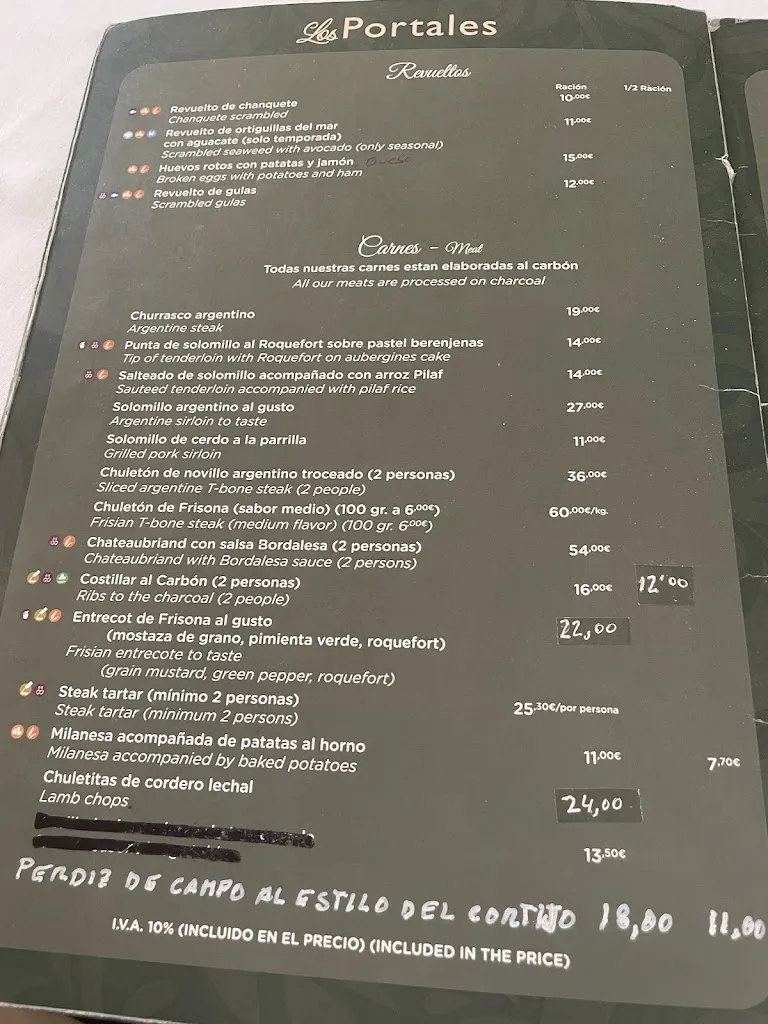 Los Portales
Revueltos
Ración 1/2 Ración
Revuelto de chanquete 10.00€
Chanquete scrambled
Revuelto de ortiguillas del mar 11.00€
con aguacate (solo temporada)
Scrambled seaweed with avocado (only seasonal)
Huevos rotos con patatas y jamón 15.00€
Broken eggs with potatoes and ham
Revuelto de gulas 12.00€
Scrambled gulas
Carnes - Meat
Todas nuestras carnes estan elaboradas al carbón
All our meats are processed on charcoal
Churrasco argentino 19.00€
Argentine steak
Punta de solomillo al Roquefort sobre pastel berenjenas 14.00€
Tip of tenderloin with Roquefort on aubergines cake
Salteado de solomillo acompañado con arroz Pilaf 14.00€
Sauteed tenderloin accompanied with pilaf rice
Solomillo argentino al gusto 27.00€
Argentine sirloin to taste
Solomillo de cerdo a la parrilla 11.00€
Grilled pork sirloin
Chuletón de novillo argentino troceado (2 personas) 36.00€
Sliced argentine T-bone steak (2 people)
Chuletón de Frisona (sabor medio) (100 gr. a 6.00€) 60.00€/kg.
Frisian T-bone steak (medium flavor) (100 gr. 6.00€)
Chateaubriand con salsa Bordalesa (2 personas) 54.00€
Chateaubriand with Bordalesa sauce (2 persons)
Costillar al Carbón (2 personas) 16.00€ 12'00
Ribs to the charcoal (2 people)
Entrecot de Frisona al gusto 22,00
(mostaza de grano, pimienta verde, roquefort)
Frisian entrecote to taste
(grain mustard, green pepper, roquefort)
Steak tartar (mínimo 2 personas) 25.30€/por persona
Steak tartar (minimum 2 persons)
Milanesa acompañada de patatas al horno 11.00€ 7.70€
Milanesa accompanied by baked potatoes
Chuletitas de cordero lechal 24,00
Lamb chops
13.50€
PERDIZ DE CAMPO AL ESTILO DEL CORTIJO 18,00 11,00
I.V.A. 10% (INCLUIDO EN EL PRECIO) (INCLUDED IN THE PRICE)